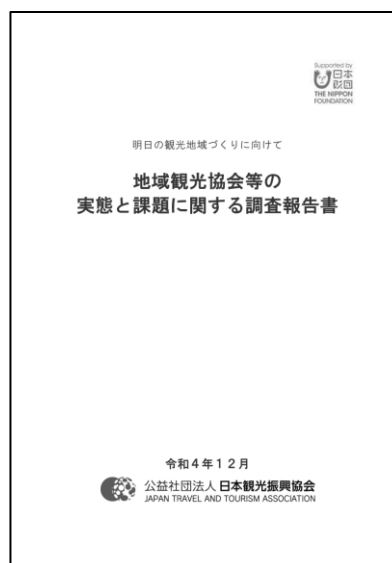 Supported by
日本
財団
THE NIPPON
FOUNDATION
明日の観光地域づくりに向けて
地域観光協会等の
実態と課題に関する調査報告書
令和4年12月
公益社団法人 日本観光振興協会
JAPAN TRAVEL AND TOURISM ASSOCIATION